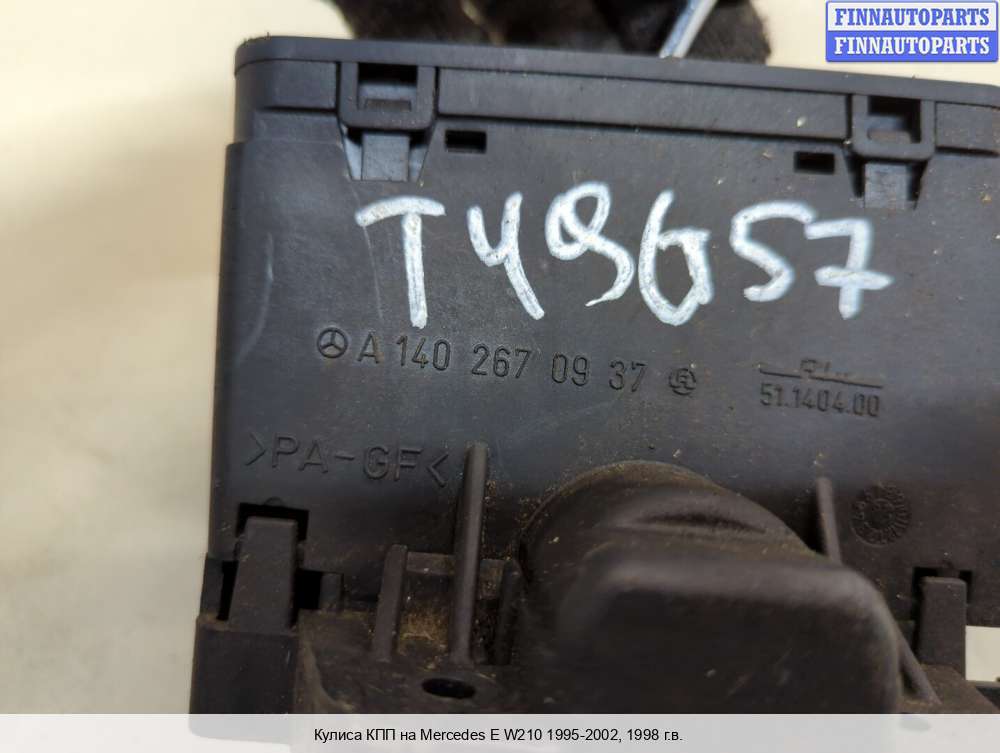 FINNAUTOPARTS
FINNAUTOPARTS
TY9G57
A 140 267 09 37
51.1404.00
>PA-GF<
Кулиса КПП на Mercedes E W210 1995-2002, 1998 г.в.